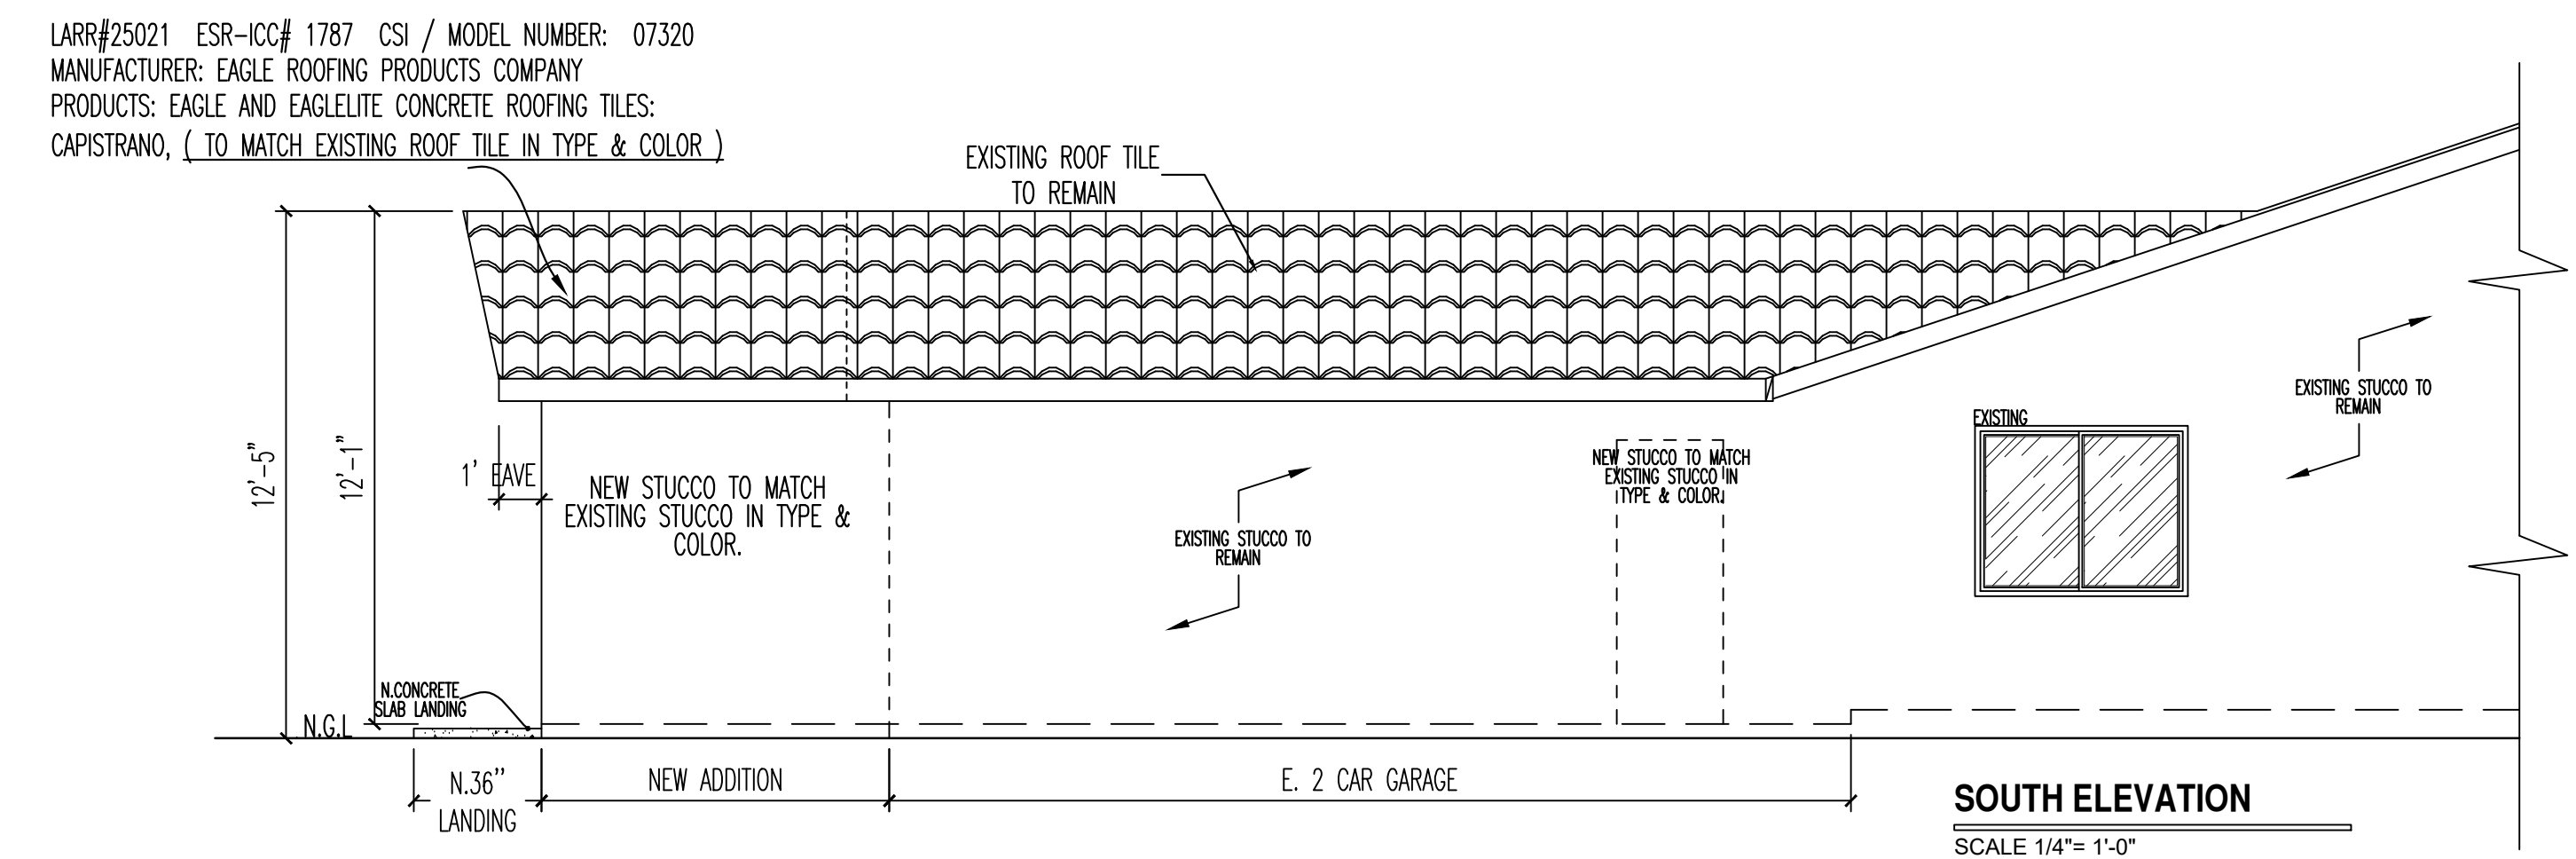 LARR#25021 ESR-ICC# 1787 CSI / MODEL NUMBER: 07320
MANUFACTURER: EAGLE ROOFING PRODUCTS COMPANY
PRODUCTS: EAGLE AND EAGLELITE CONCRETE ROOFING TILES:
CAPISTRANO, ( TO MATCH EXISTING ROOF TILE IN TYPE & COLOR )
EXISTING ROOF TILE
TO REMAIN
12'-5"
12'-1"
1' EAVE
NEW STUCCO TO MATCH
EXISTING STUCCO IN TYPE &
COLOR.
EXISTING STUCCO TO
REMAIN
NEW STUCCO TO MATCH
EXISTING STUCCO IN
TYPE & COLOR.
EXISTING
EXISTING STUCCO TO
REMAIN
N.CONCRETE
SLAB LANDING
N.G.L
N.36"
LANDING
NEW ADDITION
E. 2 CAR GARAGE
SOUTH ELEVATION
SCALE 1/4"= 1'-0"